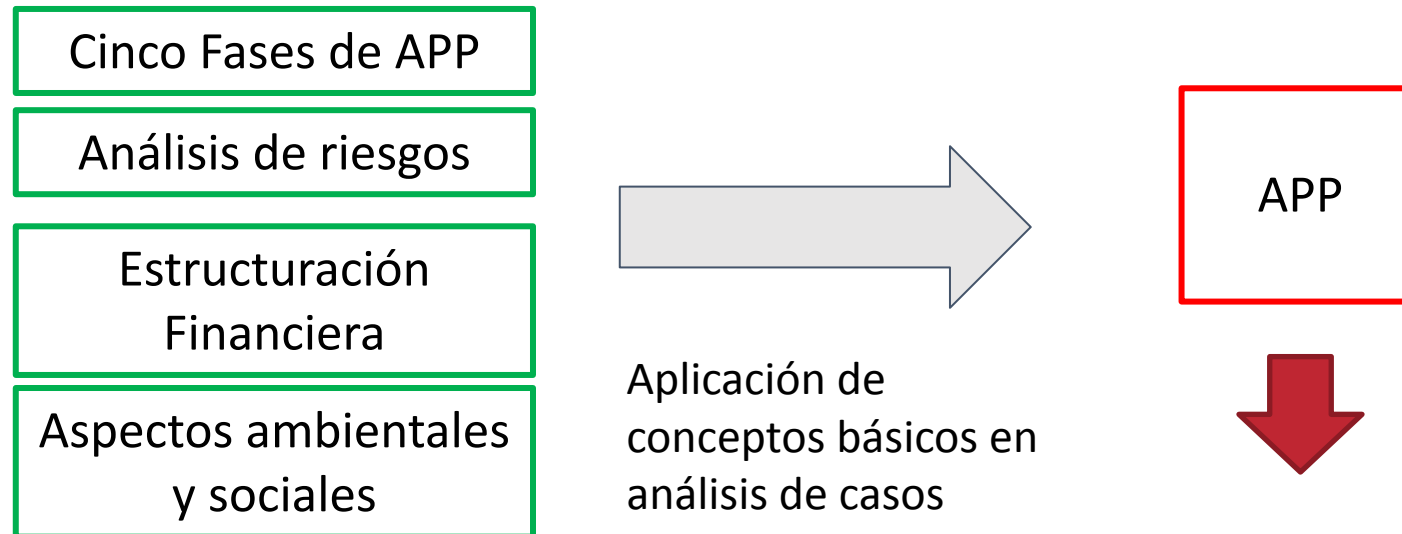 Cinco Fases de APP
Análisis de riesgos
Estructuración
Financiera
Aspectos ambientales
y sociales
Aplicación de
conceptos básicos en
análisis de casos
APP